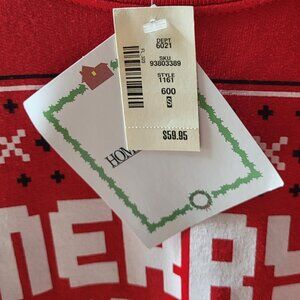 DEPT
6021
SKU
93803389
STYLE
1161
600
S
$59.95
HOM
MERRY